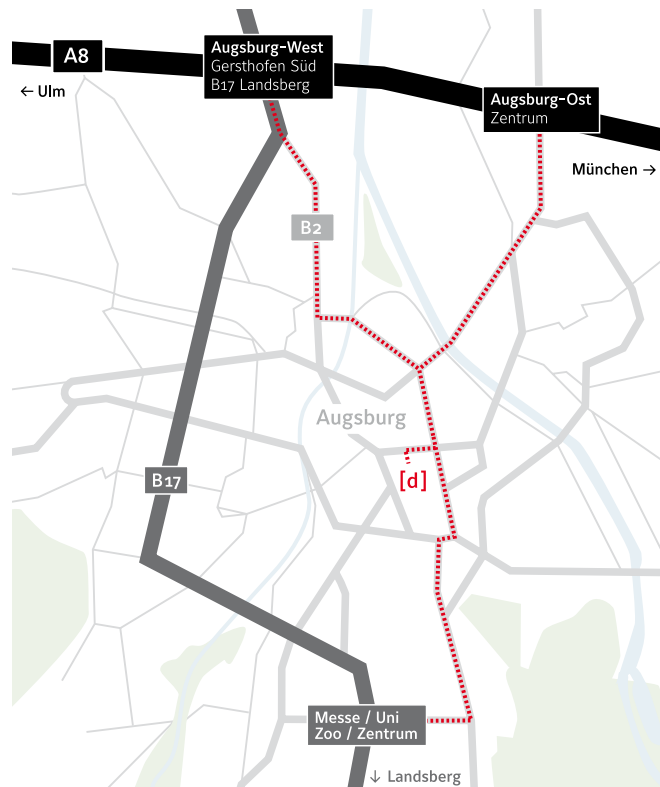 A8
Augsburg-West
Gersthofen Süd
B17 Landsberg
← Ulm
Augsburg-Ost
Zentrum
München →
B2
Augsburg
[d]
B17
Messe / Uni
Zoo / Zentrum
↓ Landsberg